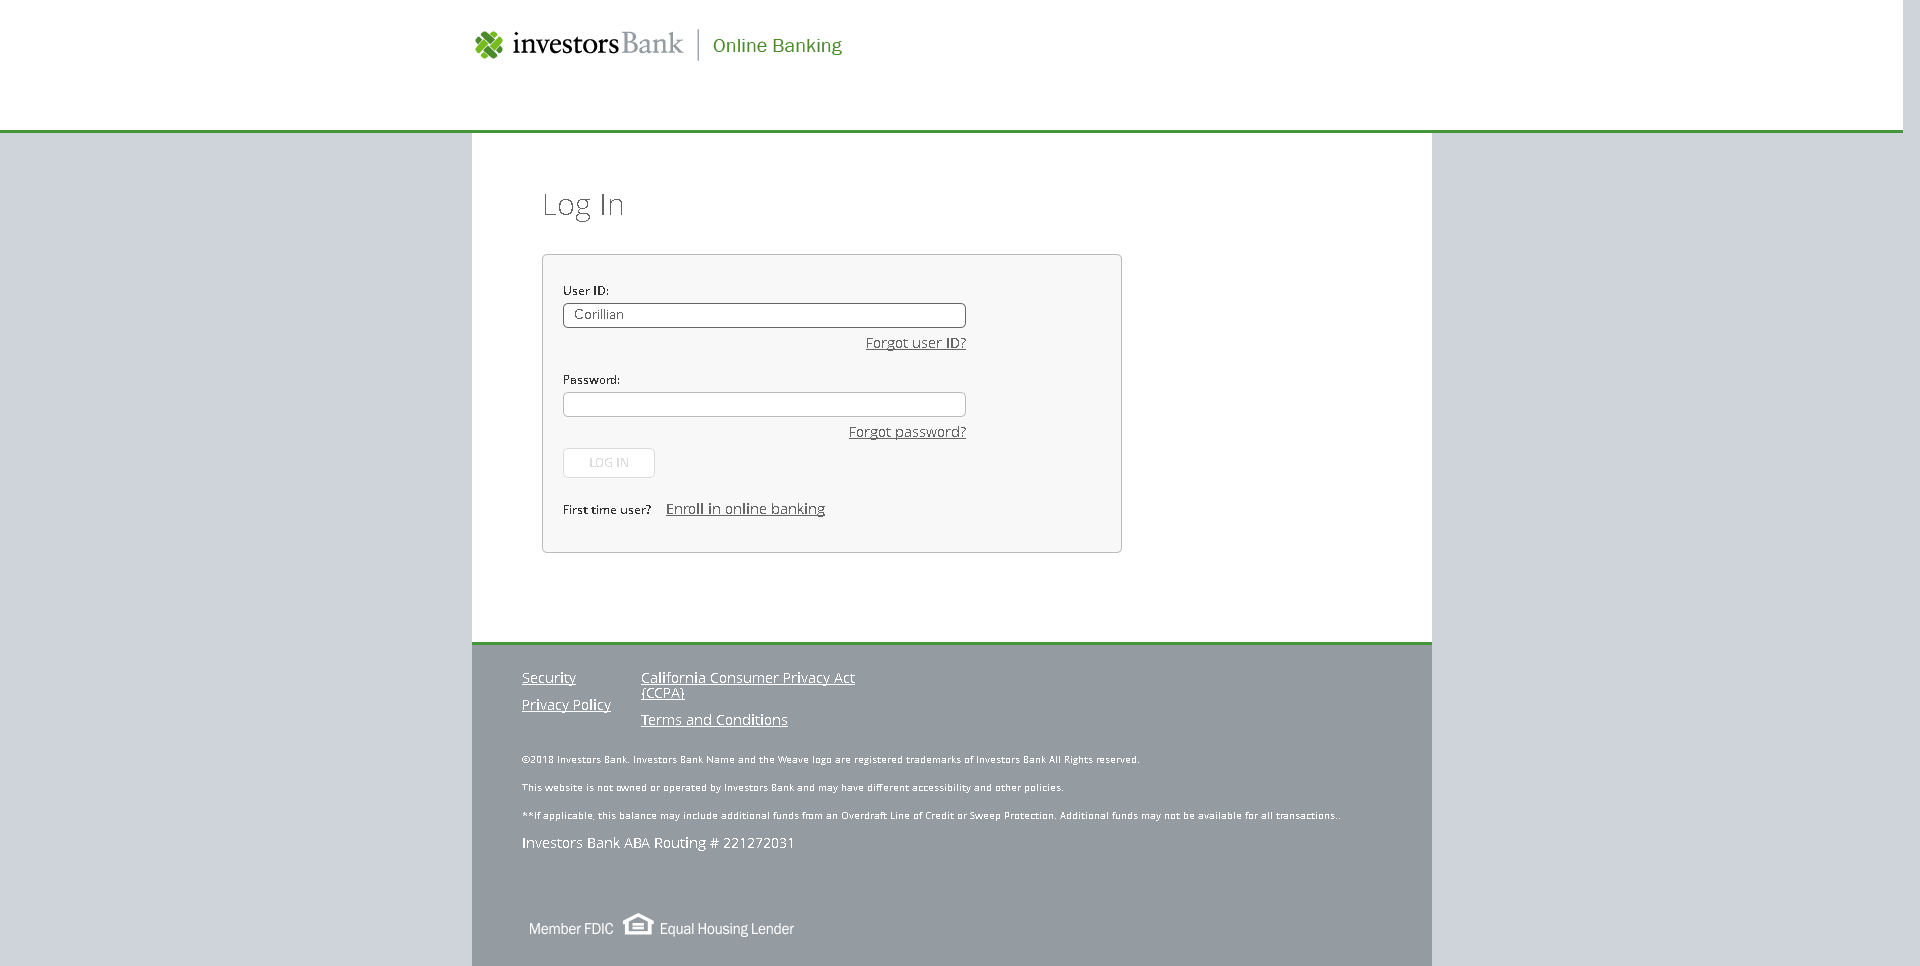 investorsBank Online Banking
Log In
User ID:
Corillian
Forgot user ID?
Password:
Forgot password?
LOG IN
First time user? Enroll in online banking
Security
Privacy Policy
California Consumer Privacy Act
(CCPA)
Terms and Conditions
©2018 Investors Bank. Investors Bank Name and the Weave logo are registered trademarks of Investors Bank All Rights reserved.
This website is not owned or operated by Investors Bank and may have different accessibility and other policies.
**If applicable, this balance may include additional funds from an Overdraft Line of Credit or Sweep Protection. Additional funds may not be available for all transactions..
Investors Bank ABA Routing # 221272031
Member FDIC Equal Housing Lender